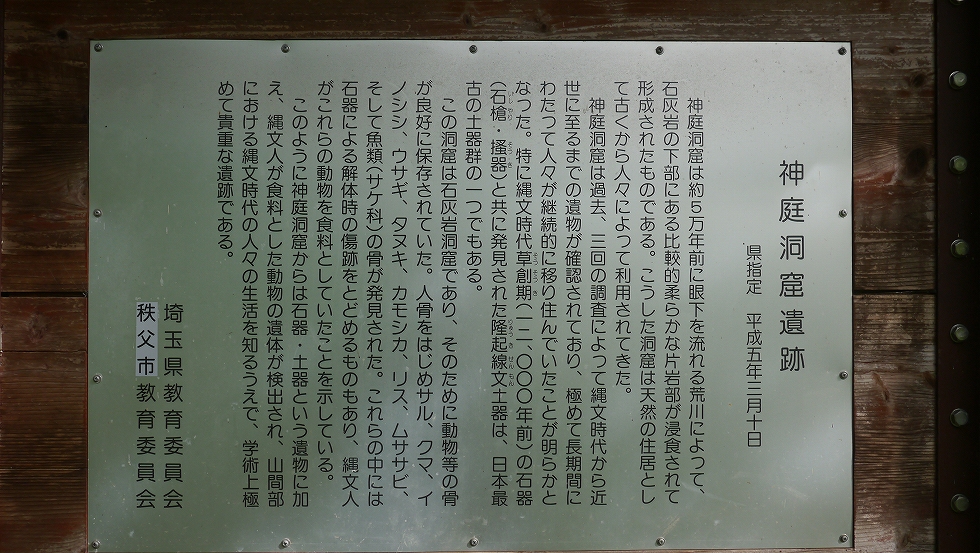 神庭洞窟遺跡
県指定　平成五年三月十日
神庭洞窟は約５万年前に眼下を流れる荒川によって、
石灰岩の下部にある比較的柔らかな片岩部が浸食されて
形成されたものである。こうした洞窟は天然の住居とし
て古くから人々によって利用されてきた。
神庭洞窟は過去、三回の調査によって縄文時代から近
世に至るまでの遺物が確認されており、極めて長期間に
わたって人々が継続的に移り住んでいたことが明らかと
なった。特に縄文時代草創期（一二、〇〇〇年前）の石器
（石槍・掻器）と共に発見された隆起線文土器は、日本最
古の土器群の一つでもある。
この洞窟は石灰岩洞窟であり、そのために動物等の骨
が良好に保存されていた。人骨をはじめサル、クマ、イ
ノシシ、ウサギ、タヌキ、カモシカ、リス、ムササビ、
そして魚類（サケ科）の骨が発見された。これらの中には
石器による解体時の傷跡をとどめるものもあり、縄文人
がこれらの動物を食料としていたことを示している。
このように神庭洞窟からは石器・土器という遺物に加
え、縄文人が食料とした動物の遺体が検出され、山間部
における縄文時代の人々の生活を知るうえで、学術上極
めて貴重な遺跡である。
埼玉県教育委員会
秩父市教育委員会